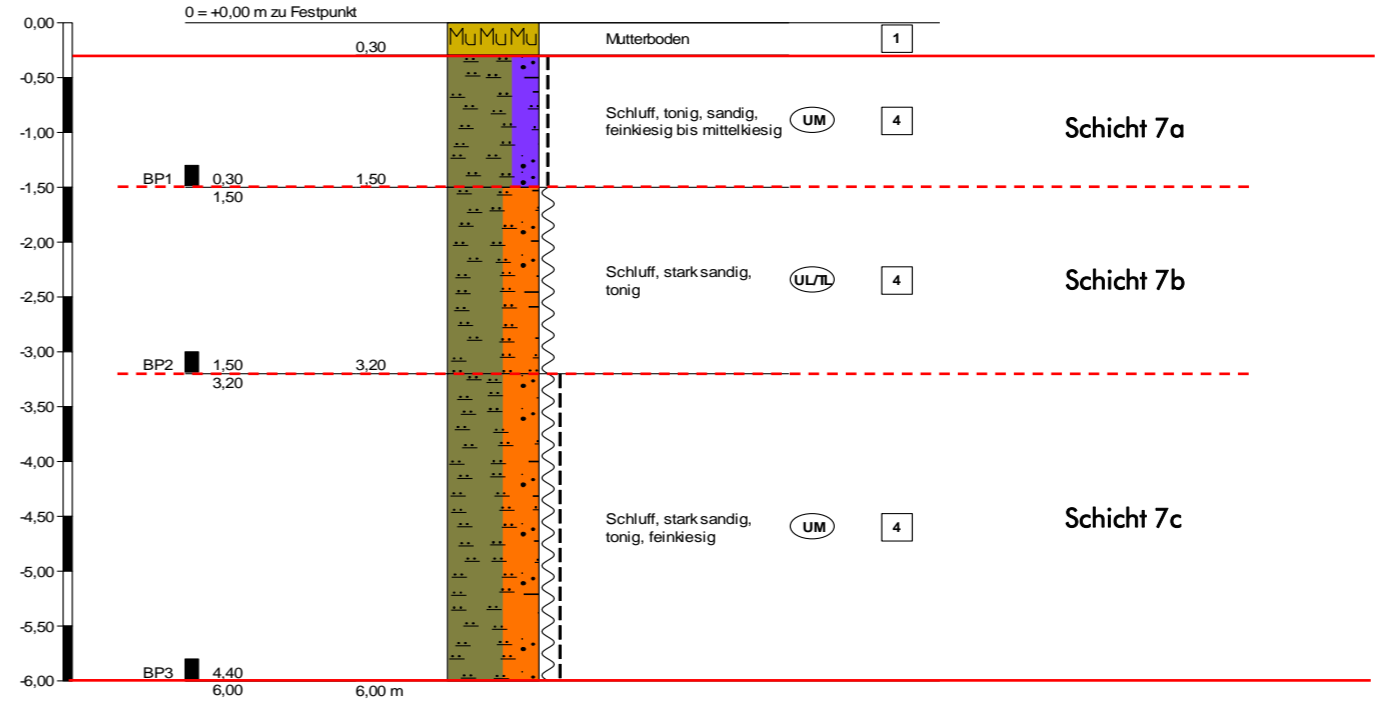 0 = +0,00 m zu Festpunkt
0,00
Mu Mu Mu
Mutterboden
1
0,30
-0,50
Schluff, tonig, sandig,
feinkiesig bis mittelkiesig
UM
4
Schicht 7a
-1,00
BP1
0,30
1,50
1,50
-1,50
-2,00
Schluff, stark sandig,
tonig
UL/TL
4
Schicht 7b
-2,50
-3,00
BP2
1,50
3,20
3,20
-3,50
-4,00
-4,50
Schluff, stark sandig,
tonig, feinkiesig
UM
4
Schicht 7c
-5,00
-5,50
BP3
4,40
6,00
6,00 m
-6,00